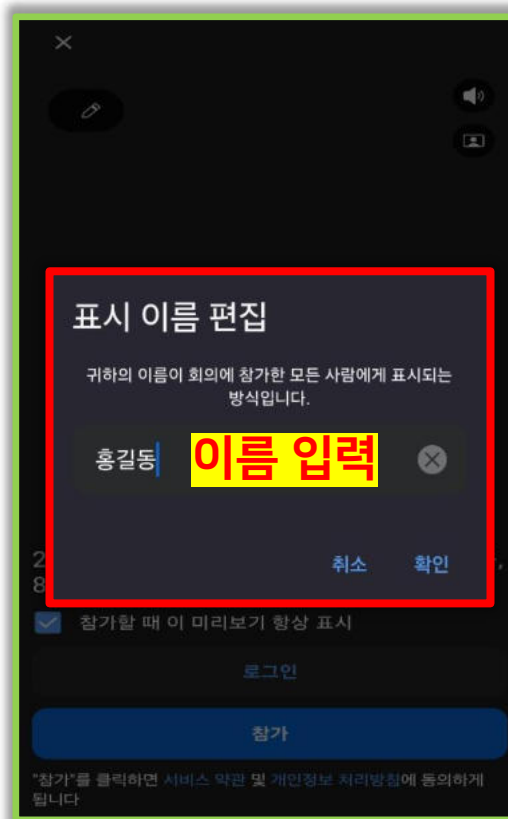 표시 이름 편집
귀하의 이름이 회의에 참가한 모든 사람에게 표시되는
방식입니다.
홍길동 이름 입력
취소 확인
2
8
참가할 때 이 미리보기 항상 표시
로그인
참가
"참가"를 클릭하면 서비스 약관 및 개인정보 처리방침에 동의하게
됩니다